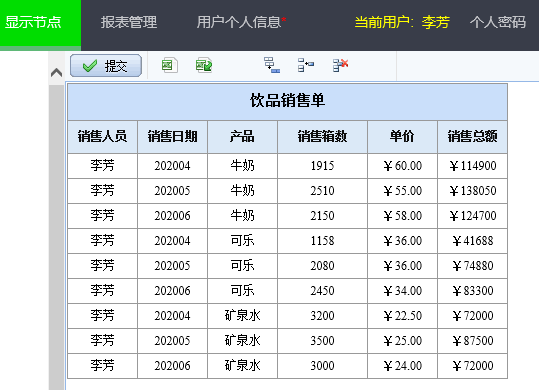 显示节点 报表管理 用户个人信息* 当前用户: 李芳 个人密码
提交
饮品销售单
销售人员 销售日期 产品 销售箱数 单价 销售总额
李芳 202004 牛奶 1915 ￥60.00 ￥114900
李芳 202005 牛奶 2510 ￥55.00 ￥138050
李芳 202006 牛奶 2150 ￥58.00 ￥124700
李芳 202004 可乐 1158 ￥36.00 ￥41688
李芳 202005 可乐 2080 ￥36.00 ￥74880
李芳 202006 可乐 2450 ￥34.00 ￥83300
李芳 202004 矿泉水 3200 ￥22.50 ￥72000
李芳 202005 矿泉水 3500 ￥25.00 ￥87500
李芳 202006 矿泉水 3000 ￥24.00 ￥72000